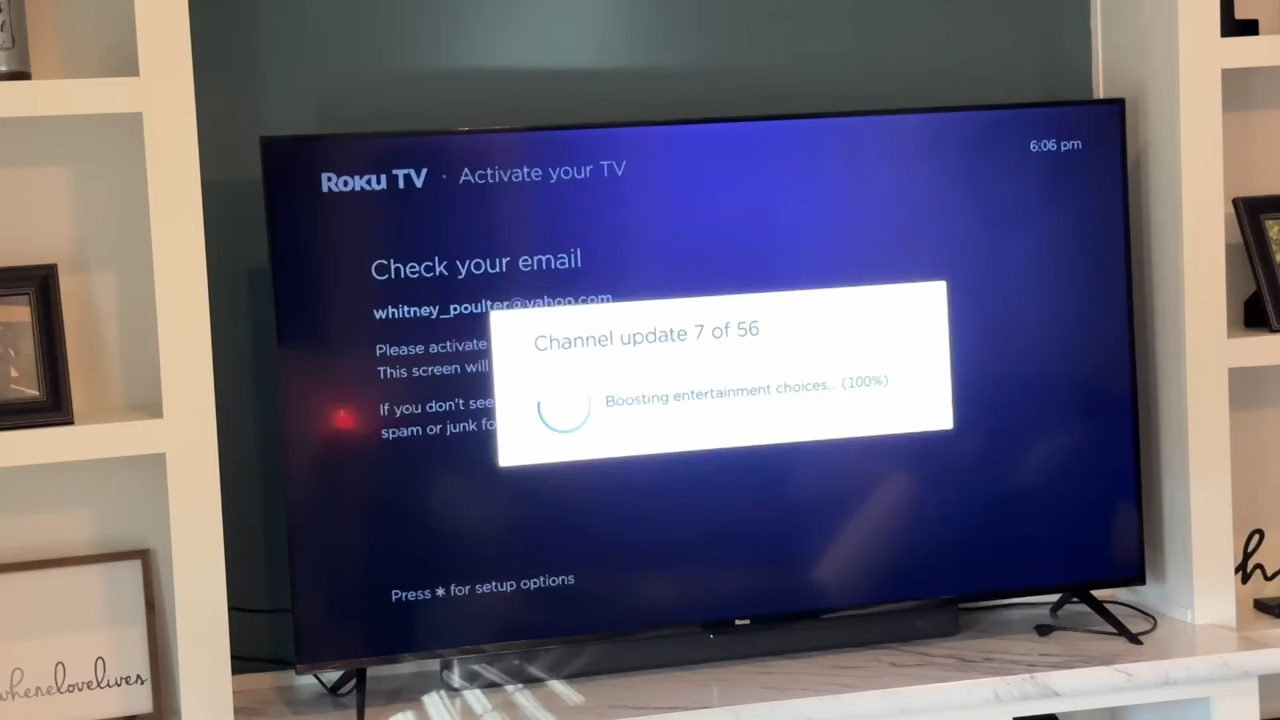 Roku TV · Activate your TV
6:06 pm
Check your email
whitney_poulter@yahoo.com
Please activate
This screen will
If you don't see
spam or junk fo
Channel update 7 of 56
Boosting entertainment choices... (100%)
Press * for setup options
Roku
wherelovelives
h